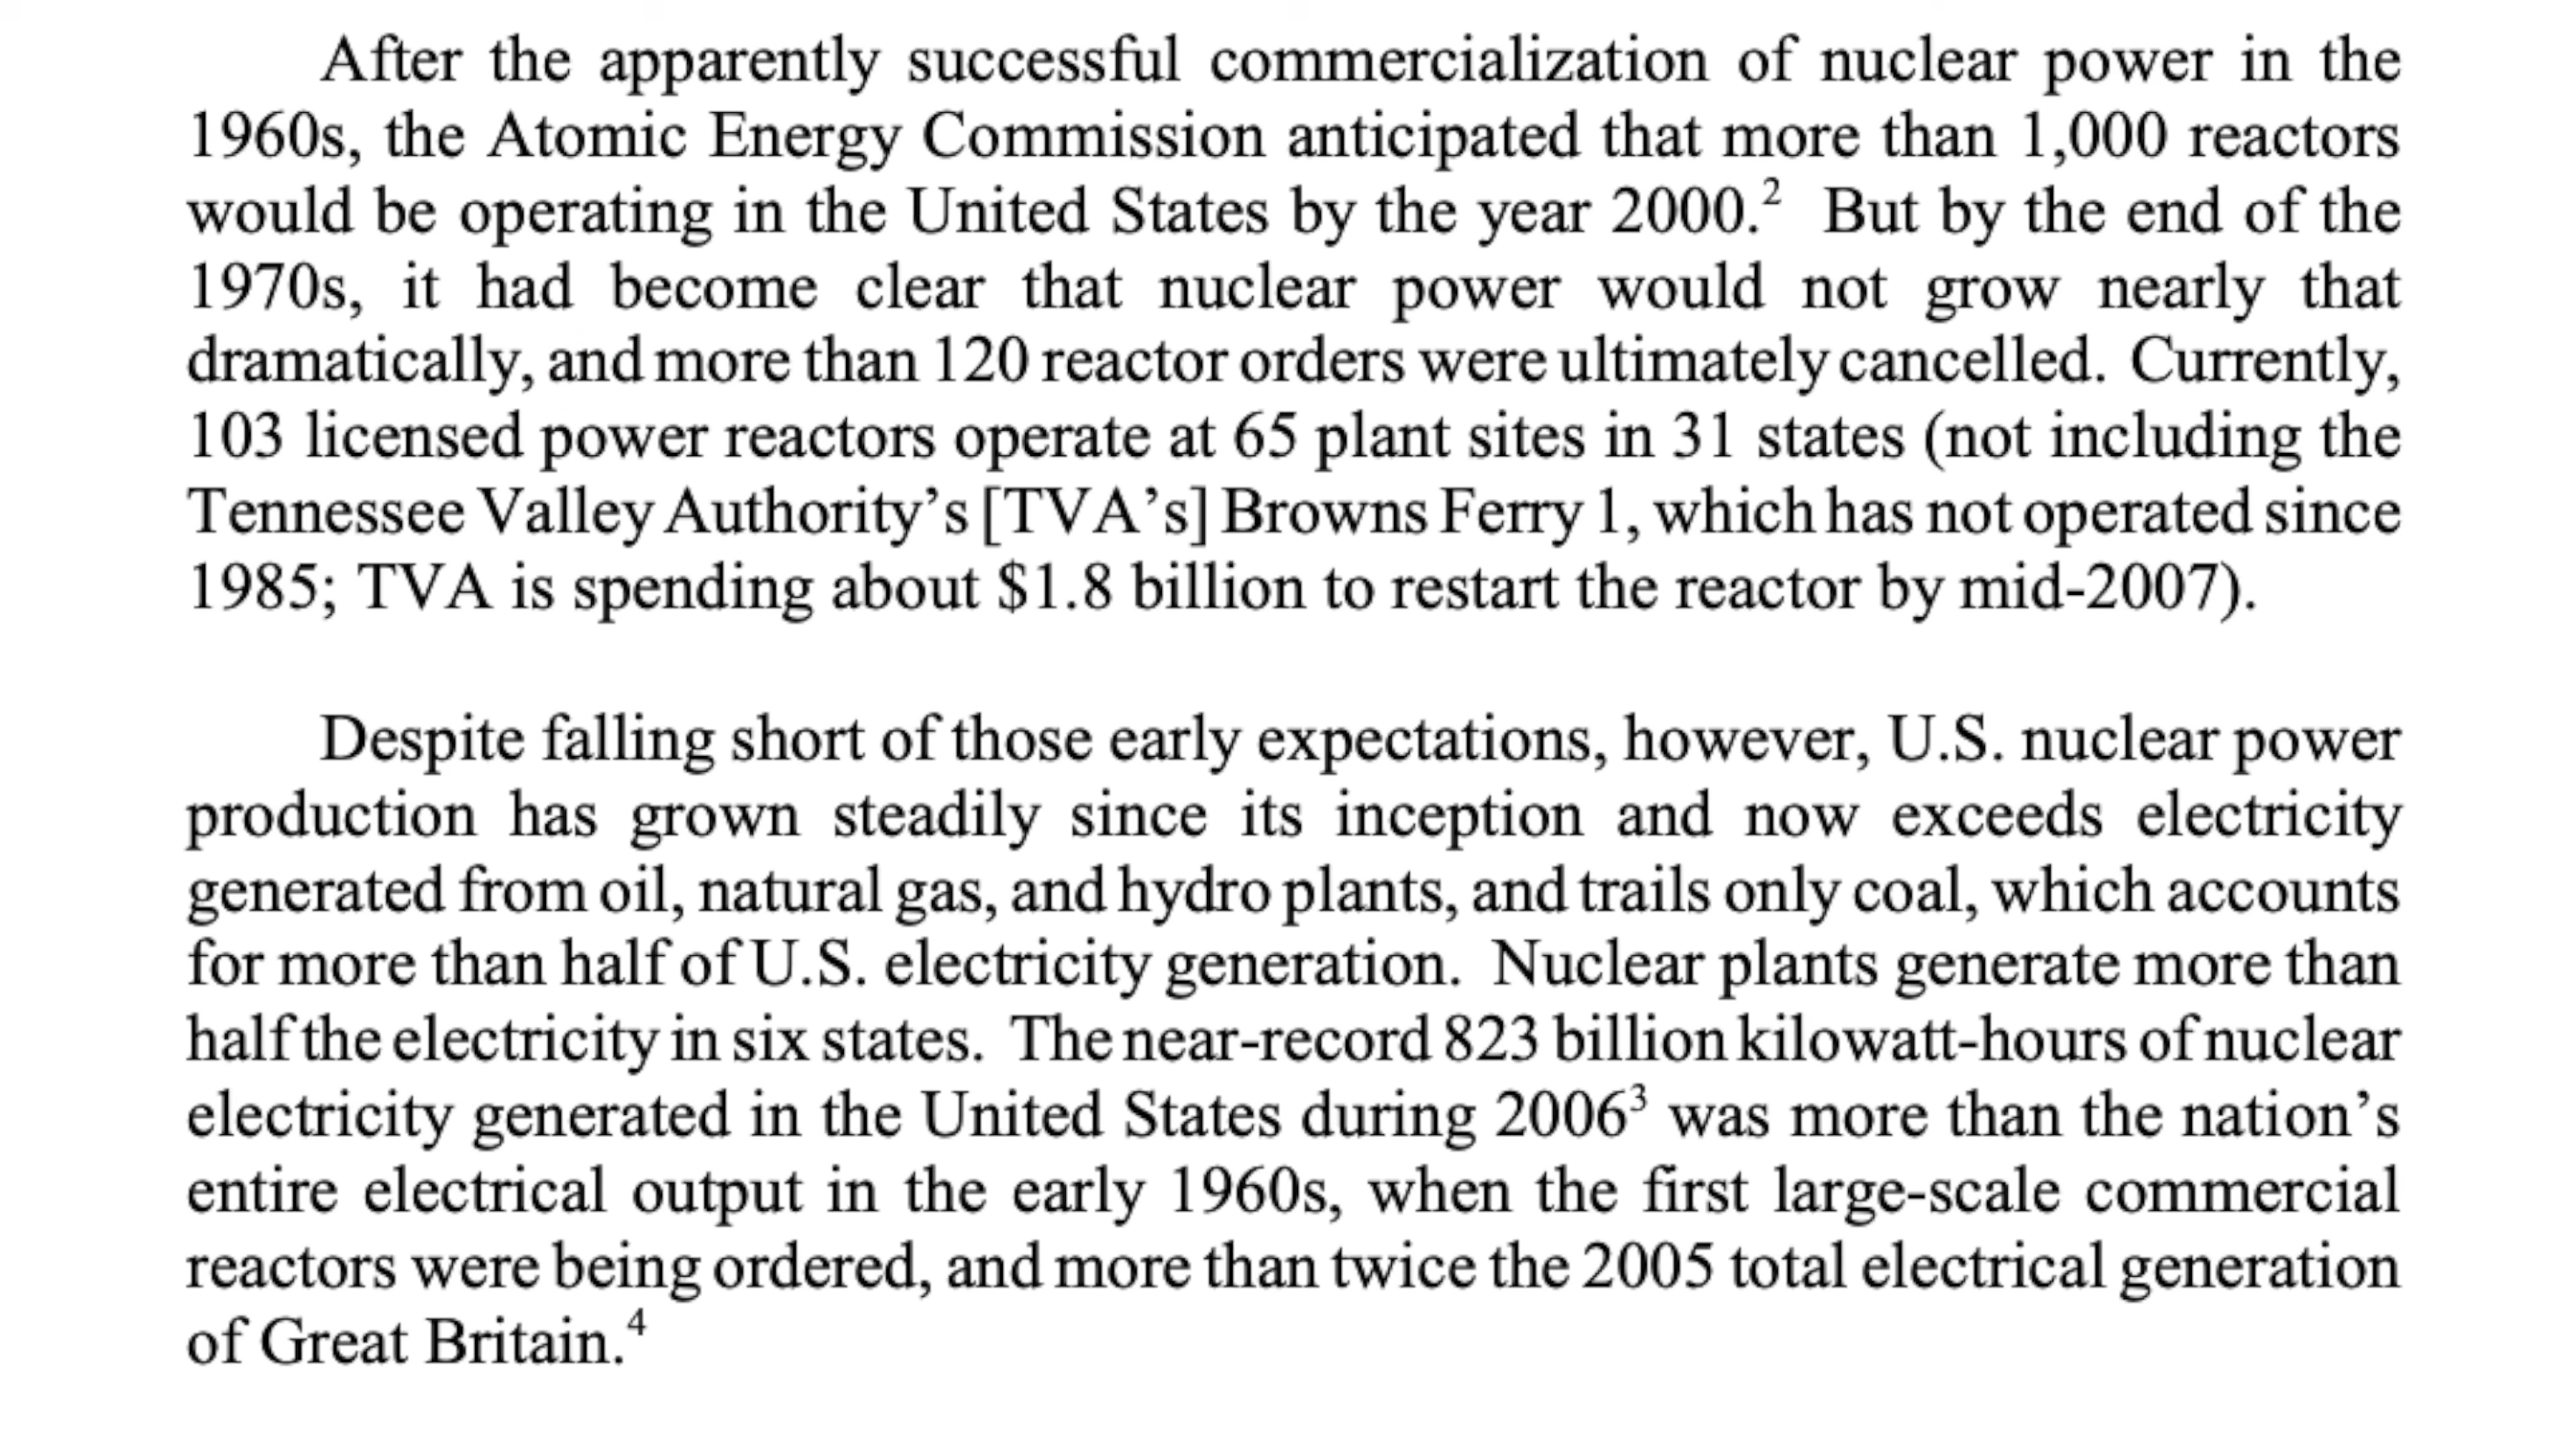 After the apparently successful commercialization of nuclear power in the
1960s, the Atomic Energy Commission anticipated that more than 1,000 reactors
would be operating in the United States by the year 2000.² But by the end of the
1970s, it had become clear that nuclear power would not grow nearly that
dramatically, and more than 120 reactor orders were ultimately cancelled. Currently,
103 licensed power reactors operate at 65 plant sites in 31 states (not including the
Tennessee Valley Authority’s [TVA’s] Browns Ferry 1, which has not operated since
1985; TVA is spending about $1.8 billion to restart the reactor by mid-2007).
Despite falling short of those early expectations, however, U.S. nuclear power
production has grown steadily since its inception and now exceeds electricity
generated from oil, natural gas, and hydro plants, and trails only coal, which accounts
for more than half of U.S. electricity generation. Nuclear plants generate more than
half the electricity in six states. The near-record 823 billion kilowatt-hours of nuclear
electricity generated in the United States during 2006³ was more than the nation’s
entire electrical output in the early 1960s, when the first large-scale commercial
reactors were being ordered, and more than twice the 2005 total electrical generation
of Great Britain.⁴